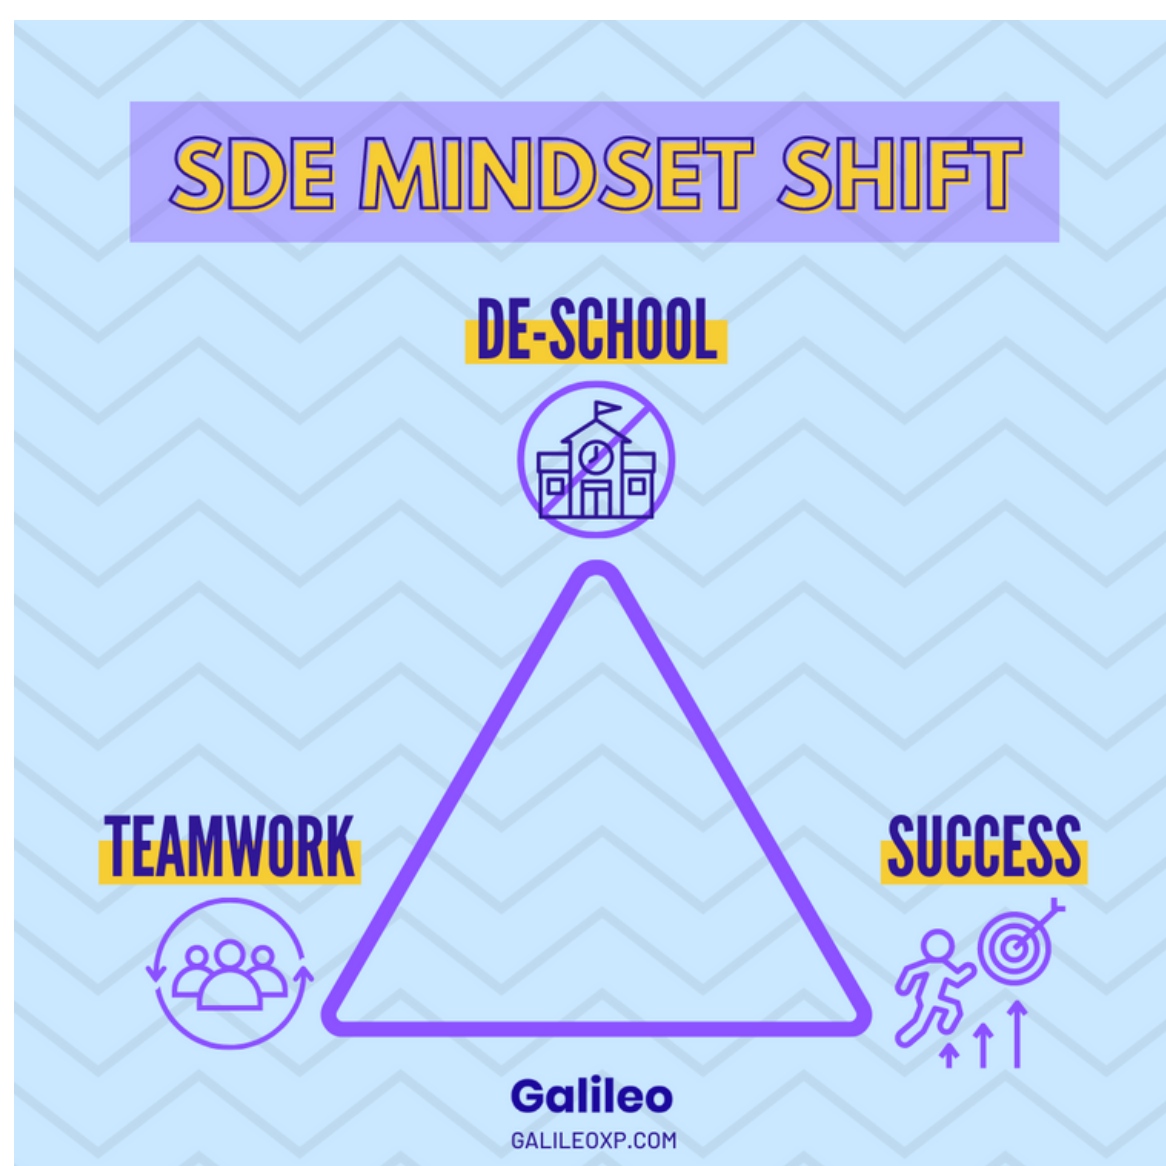 SDE MINDSET SHIFT
DE-SCHOOL
TEAMWORK
SUCCESS
Galileo
GALILEOXP.COM